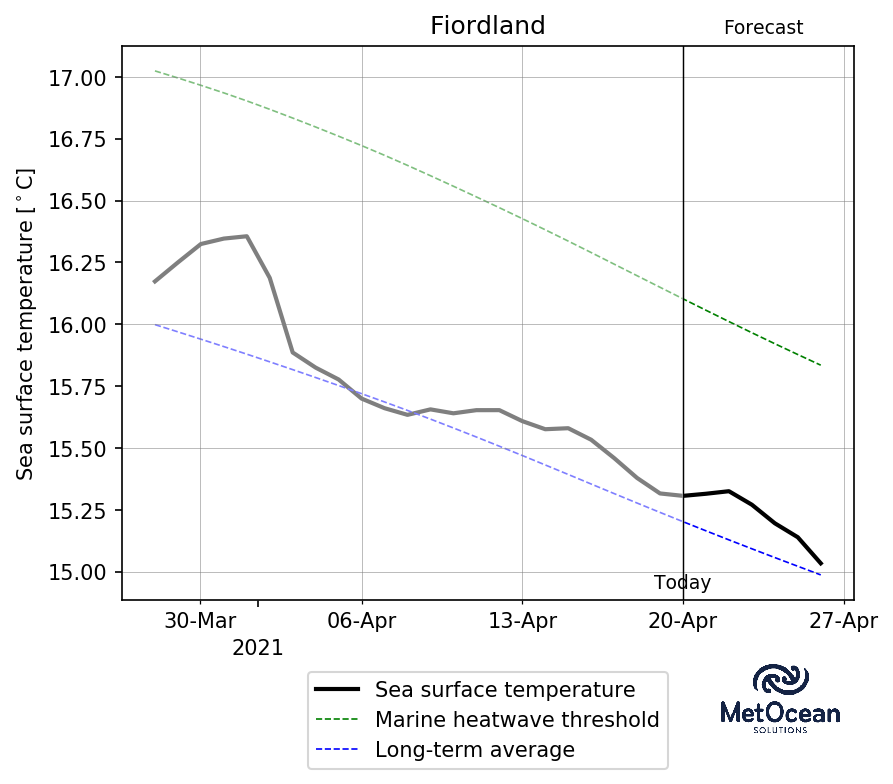 Fiordland
Forecast
Sea surface temperature [°C]
17.00
16.75
16.50
16.25
16.00
15.75
15.50
15.25
15.00
Today
30-Mar 06-Apr 13-Apr 20-Apr 27-Apr
2021
Sea surface temperature
Marine heatwave threshold
Long-term average
MetOcean
SOLUTIONS